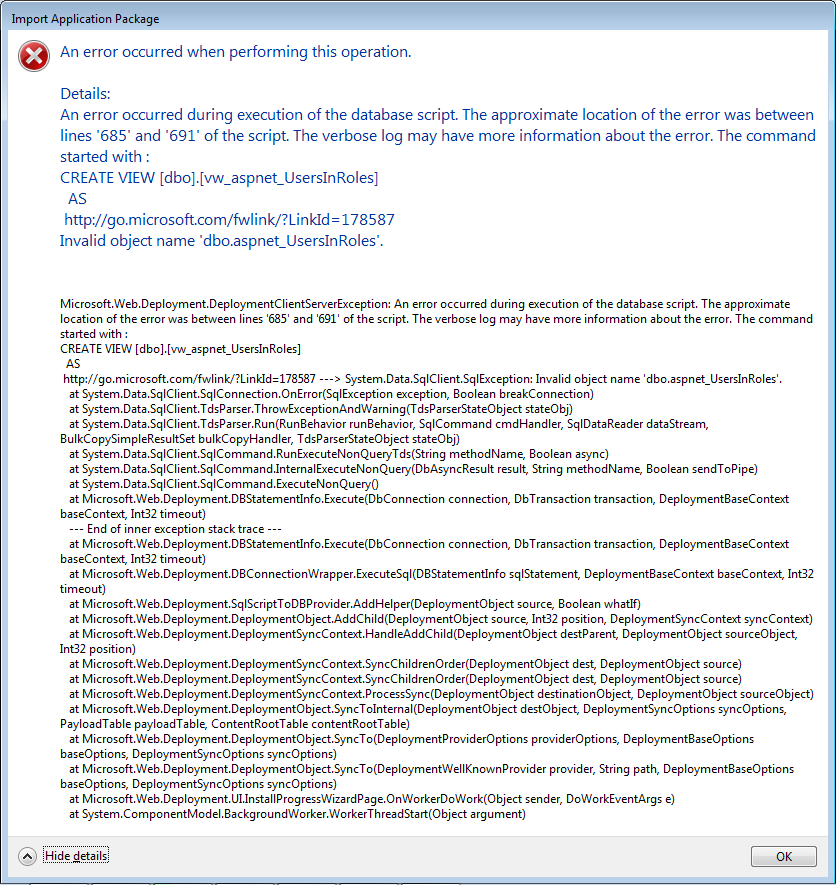 Import Application Package
An error occurred when performing this operation.
Details:
An error occurred during execution of the database script. The approximate location of the error was between
lines '685' and '691' of the script. The verbose log may have more information about the error. The command
started with :
CREATE VIEW [dbo].[vw_aspnet_UsersInRoles]
AS
http://go.microsoft.com/fwlink/?LinkId=178587
Invalid object name 'dbo.aspnet_UsersInRoles'.
Microsoft.Web.Deployment.DeploymentClientServerException: An error occurred during execution of the database script. The approximate
location of the error was between lines '685' and '691' of the script. The verbose log may have more information about the error. The command
started with :
CREATE VIEW [dbo].[vw_aspnet_UsersInRoles]
AS
http://go.microsoft.com/fwlink/?LinkId=178587 ---> System.Data.SqlClient.SqlException: Invalid object name 'dbo.aspnet_UsersInRoles'.
at System.Data.SqlClient.SqlConnection.OnError(SqlException exception, Boolean breakConnection)
at System.Data.SqlClient.TdsParser.ThrowExceptionAndWarning(TdsParserStateObject stateObj)
at System.Data.SqlClient.TdsParser.Run(RunBehavior runBehavior, SqlCommand cmdHandler, SqlDataReader dataStream,
BulkCopySimpleResultSet bulkCopyHandler, TdsParserStateObject stateObj)
at System.Data.SqlClient.SqlCommand.RunExecuteNonQueryTds(String methodName, Boolean async)
at System.Data.SqlClient.SqlCommand.InternalExecuteNonQuery(DbAsyncResult result, String methodName, Boolean sendToPipe)
at System.Data.SqlClient.SqlCommand.ExecuteNonQuery()
at Microsoft.Web.Deployment.DBStatementInfo.Execute(DbConnection connection, DbTransaction transaction, DeploymentBaseContext
baseContext, Int32 timeout)
--- End of inner exception stack trace ---
at Microsoft.Web.Deployment.DBStatementInfo.Execute(DbConnection connection, DbTransaction transaction, DeploymentBaseContext
baseContext, Int32 timeout)
at Microsoft.Web.Deployment.DBConnectionWrapper.ExecuteSql(DBStatementInfo sqlStatement, DeploymentBaseContext baseContext, Int32
timeout)
at Microsoft.Web.Deployment.SqlScriptToDBProvider.AddHelper(DeploymentObject source, Boolean whatIf)
at Microsoft.Web.Deployment.DeploymentObject.AddChild(DeploymentObject source, Int32 position, DeploymentSyncContext syncContext)
at Microsoft.Web.Deployment.DeploymentSyncContext.HandleAddChild(DeploymentObject destParent, DeploymentObject sourceObject,
Int32 position)
at Microsoft.Web.Deployment.DeploymentSyncContext.SyncChildrenOrder(DeploymentObject dest, DeploymentObject source)
at Microsoft.Web.Deployment.DeploymentSyncContext.SyncChildrenOrder(DeploymentObject dest, DeploymentObject source)
at Microsoft.Web.Deployment.DeploymentSyncContext.ProcessSync(DeploymentObject destinationObject, DeploymentObject sourceObject)
at Microsoft.Web.Deployment.DeploymentObject.SyncToInternal(DeploymentObject destObject, DeploymentSyncOptions syncOptions,
PayloadTable payloadTable, ContentRootTable contentRootTable)
at Microsoft.Web.Deployment.DeploymentObject.SyncTo(DeploymentProviderOptions providerOptions, DeploymentBaseOptions
baseOptions, DeploymentSyncOptions syncOptions)
at Microsoft.Web.Deployment.DeploymentObject.SyncTo(DeploymentWellKnownProvider provider, String path, DeploymentBaseOptions
baseOptions, DeploymentSyncOptions syncOptions)
at Microsoft.Web.Deployment.UI.InstallProgressWizardPage.OnWorkerDoWork(Object sender, DoWorkEventArgs e)
at System.ComponentModel.BackgroundWorker.WorkerThreadStart(Object argument)
Hide details
OK